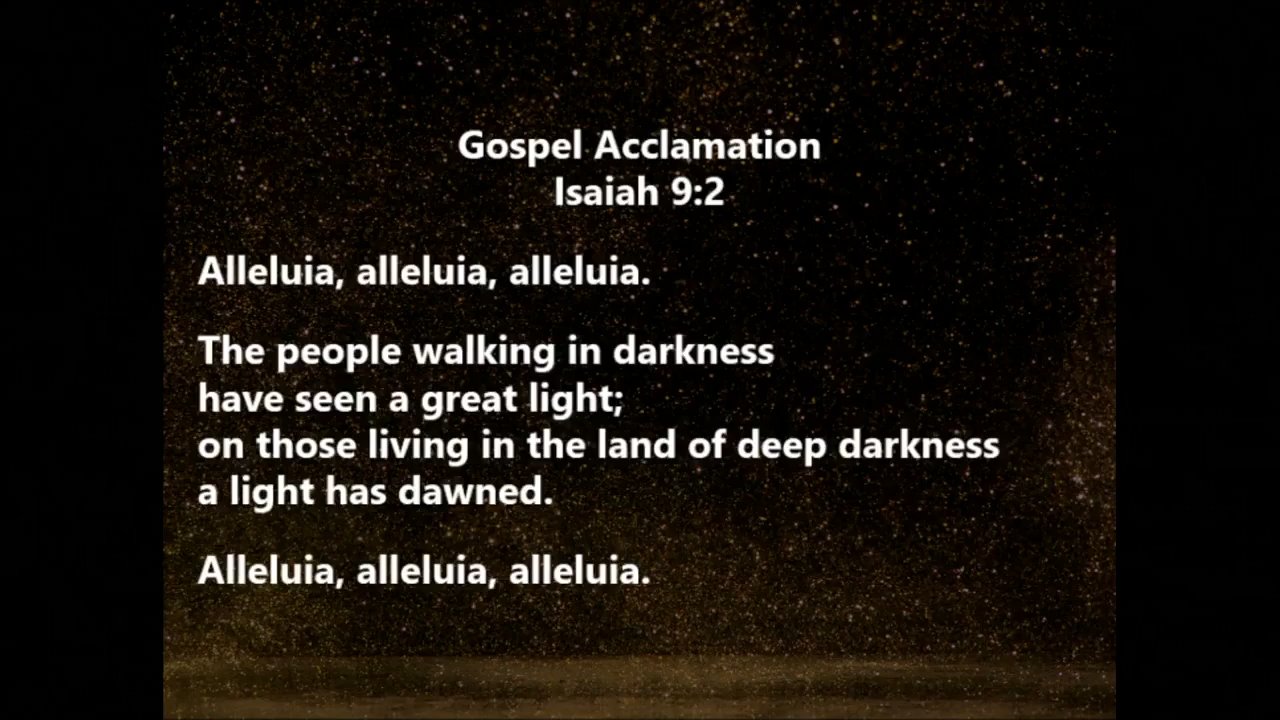 Gospel Acclamation
Isaiah 9:2
Alleluia, alleluia, alleluia.
The people walking in darkness
have seen a great light;
on those living in the land of deep darkness
a light has dawned.
Alleluia, alleluia, alleluia.